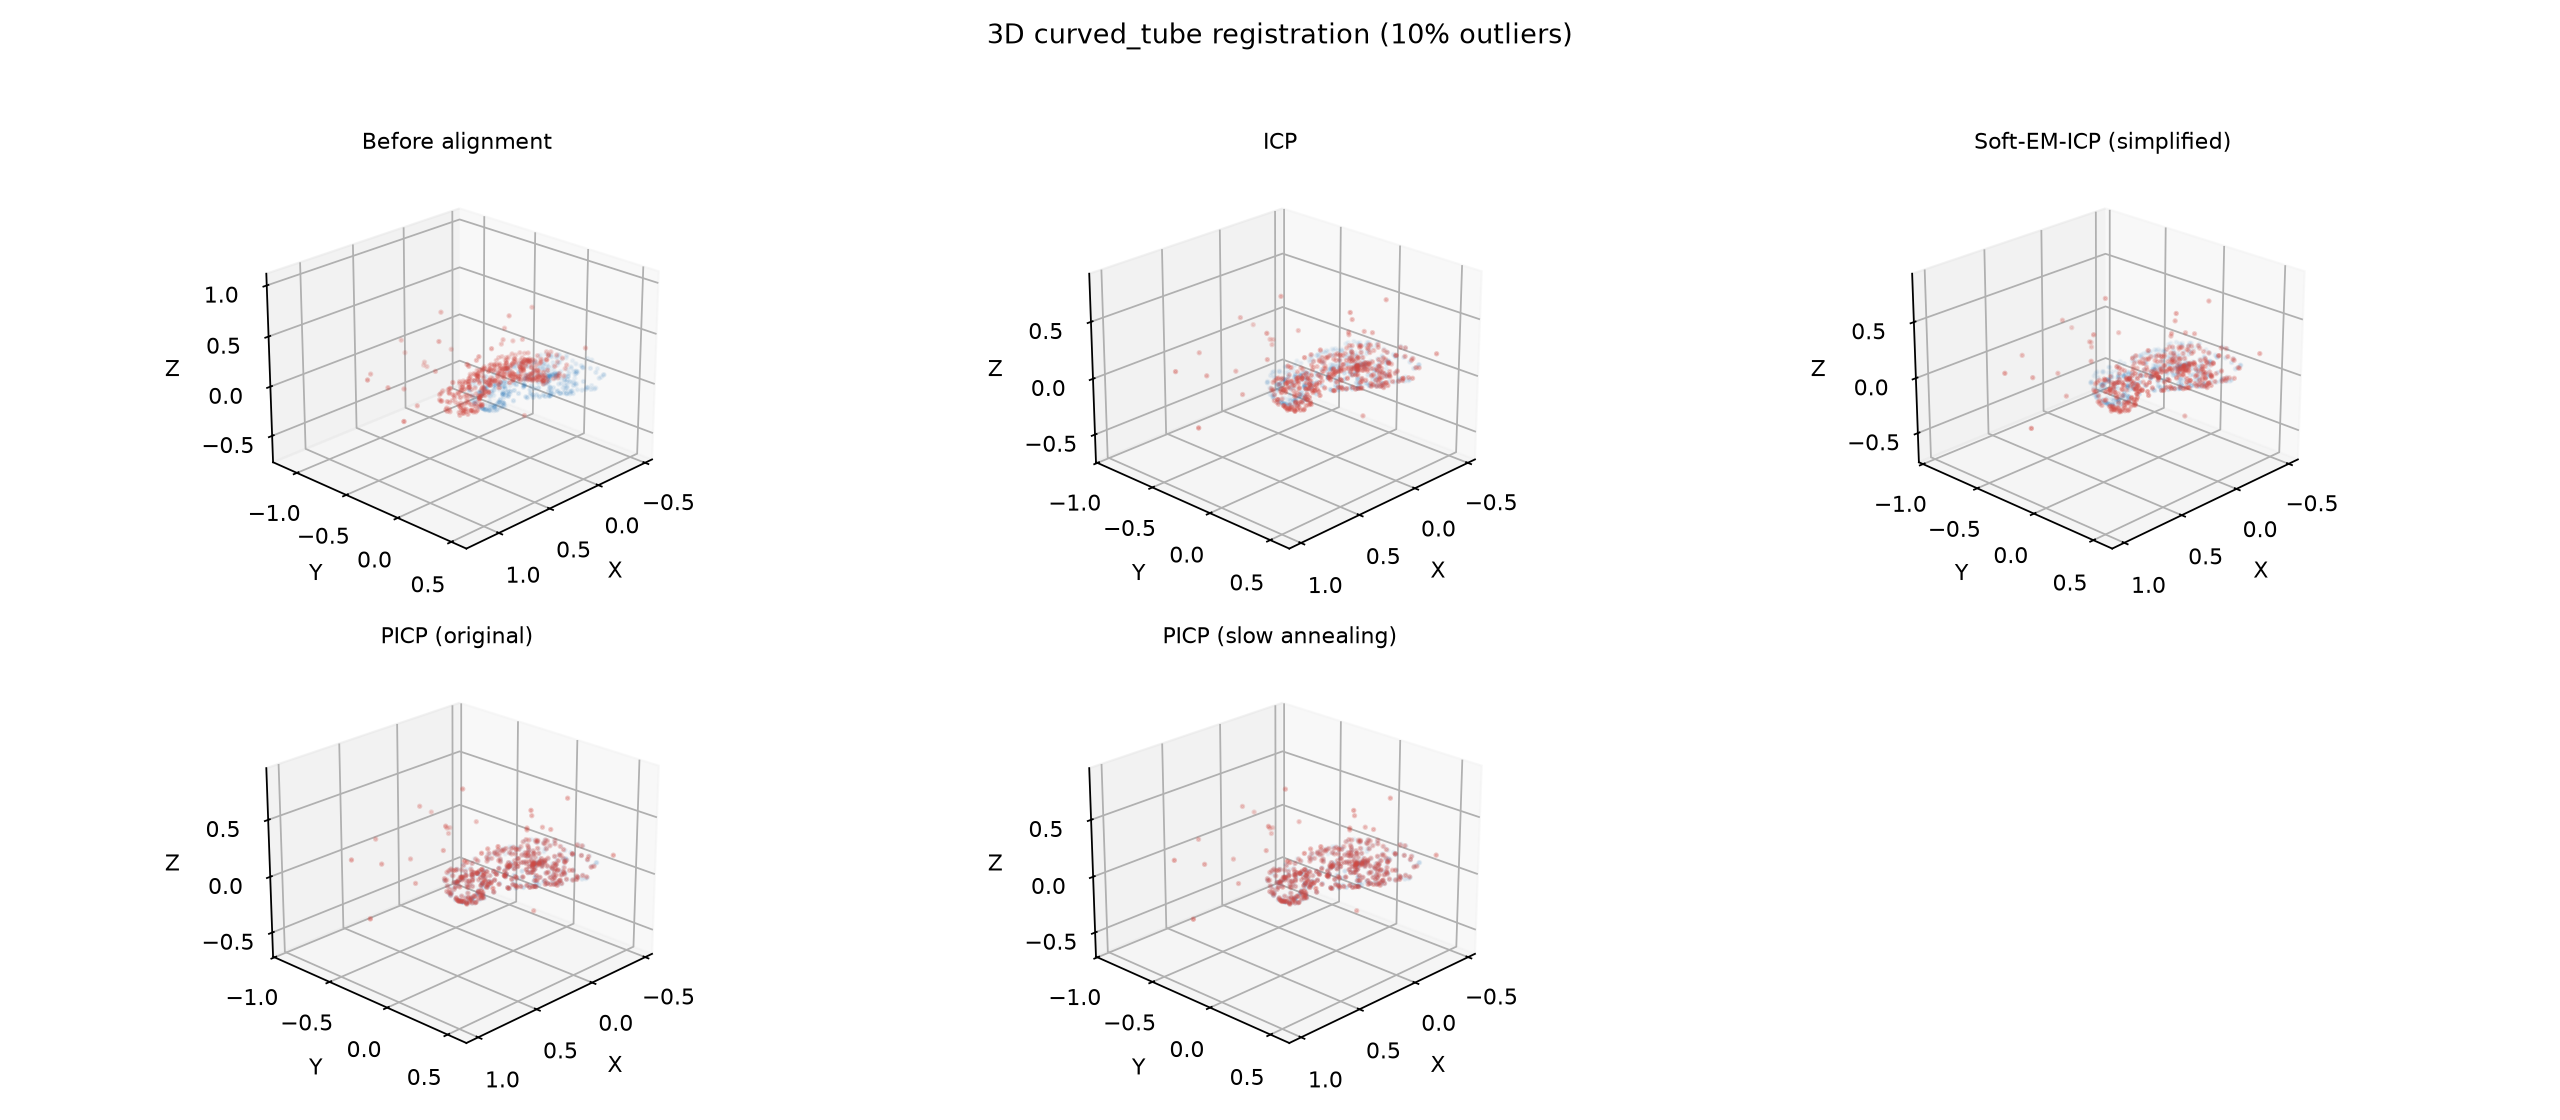 3D curved_tube registration (10% outliers)
Before alignment
1.0
0.5
0.0
−0.5
Z
−1.0
−0.5
0.0
0.5
Y
1.0
0.5
0.0
−0.5
X
ICP
0.5
0.0
−0.5
Z
−1.0
−0.5
0.0
0.5
Y
1.0
0.5
0.0
−0.5
X
Soft-EM-ICP (simplified)
0.5
0.0
−0.5
Z
−1.0
−0.5
0.0
0.5
Y
1.0
0.5
0.0
−0.5
X
PICP (original)
0.5
0.0
−0.5
Z
−1.0
−0.5
0.0
0.5
Y
1.0
0.5
0.0
−0.5
X
PICP (slow annealing)
0.5
0.0
−0.5
Z
−1.0
−0.5
0.0
0.5
Y
1.0
0.5
0.0
−0.5
X